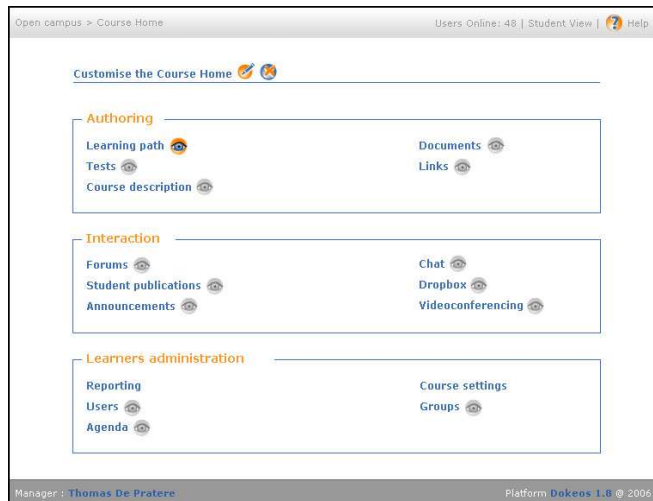 Open campus > Course Home
Users Online: 48 | Student View | Help
Customise the Course Home
Authoring
Learning path
Documents
Tests
Links
Course description
Interaction
Forums
Chat
Student publications
Dropbox
Announcements
Videoconferencing
Learners administration
Reporting
Course settings
Users
Groups
Agenda
Manager : Thomas De Pratere
Platform Dokeos 1.8 @ 2006